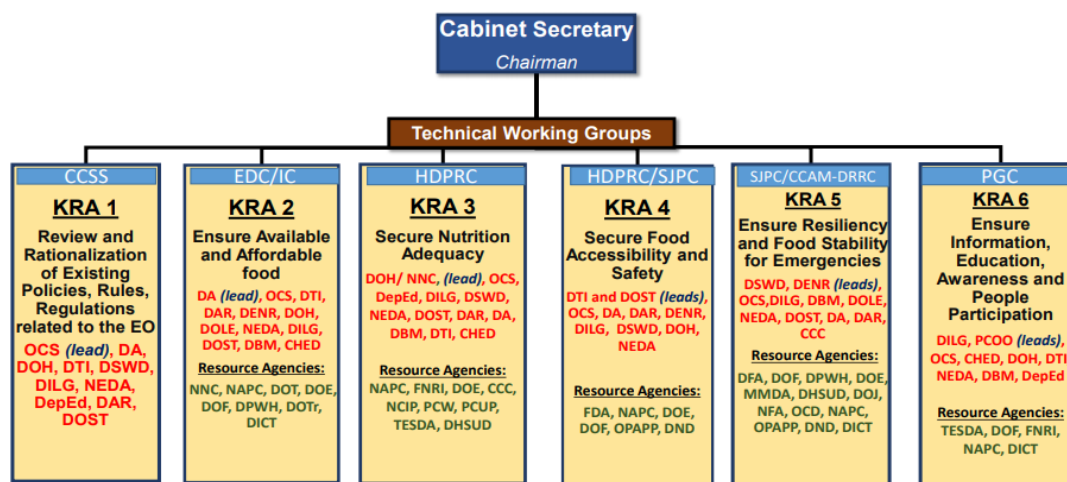 Cabinet Secretary
Chairman
Technical Working Groups
CCSS
KRA 1
Review and
Rationalization
of Existing
Policies, Rules,
Regulations
related to the EO
OCS (lead), DA,
DOH, DTI, DSWD,
DILG, NEDA,
DepEd, DAR,
DOST
EDC/IC
KRA 2
Ensure Available
and Affordable
food
DA (lead), OCS, DTI,
DAR, DENR, DOH,
DOLE, NEDA, DILG,
DOST, DBM, CHED
Resource Agencies:
NNC, NAPC, DOT, DOE,
DOF, DPWH, DOTr,
DICT
HDPRC
KRA 3
Secure Nutrition
Adequacy
DOH/ NNC, (lead), OCS,
DepEd, DILG, DSWD,
NEDA, DOST, DAR, DA,
DBM, DTI, CHED
Resource Agencies:
NAPC, FNRI, DOE, CCC,
NCIP, PCW, PCUP,
TESDA, DHSUD
HDPRC/SJPC
KRA 4
Secure Food
Accessibility and
Safety
DTI and DOST (leads),
OCS, DA, DAR, DENR,
DILG, DSWD, DOH,
NEDA
Resource Agencies:
FDA, NAPC, DOE,
DOF, OPAPP, DND
SJPC/CCAM-DRRC
KRA 5
Ensure Resiliency
and Food Stability
for Emergencies
DSWD, DENR (leads),
OCS,DILG, DBM, DOLE,
NEDA, DOST, DA, DAR,
CCC
Resource Agencies:
DFA, DOF, DPWH, DOE,
MMDA, DHSUD, DOJ,
NFA, OCD, NAPC,
OPAPP, DND, DICT
PGC
KRA 6
Ensure
Information,
Education,
Awareness and
People
Participation
DILG, PCOO (leads),
OCS, CHED, DOH, DTI,
NEDA, DBM, DepEd
Resource Agencies:
TESDA, DOF, FNRI,
NAPC, DICT